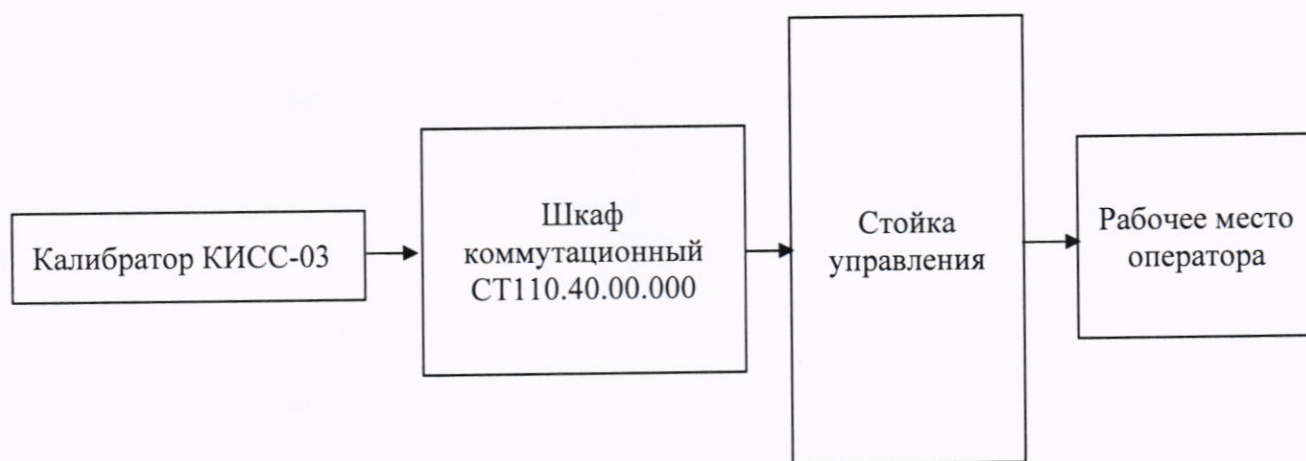 Калибратор КИСС-03
Шкаф
коммутационный
СТ110.40.00.000
Стойка
управления
Рабочее место
оператора